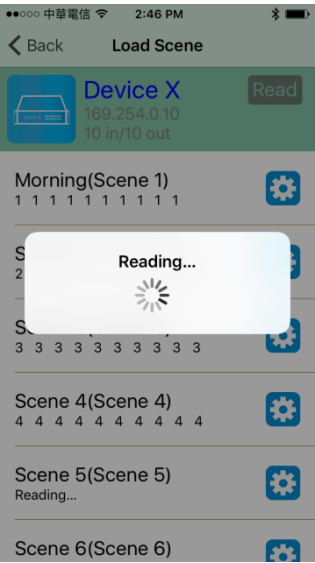 中華電信 2:46 PM
Back Load Scene
Device X
Read
169.254.0.10
10 in/10 out
Morning(Scene 1)
1 1 1 1 1 1 1 1 1 1
S
2
Reading...
3 3 3 3 3 3 3 3 3 3
Scene 4(Scene 4)
4 4 4 4 4 4 4 4 4 4
Scene 5(Scene 5)
Reading...
Scene 6(Scene 6)